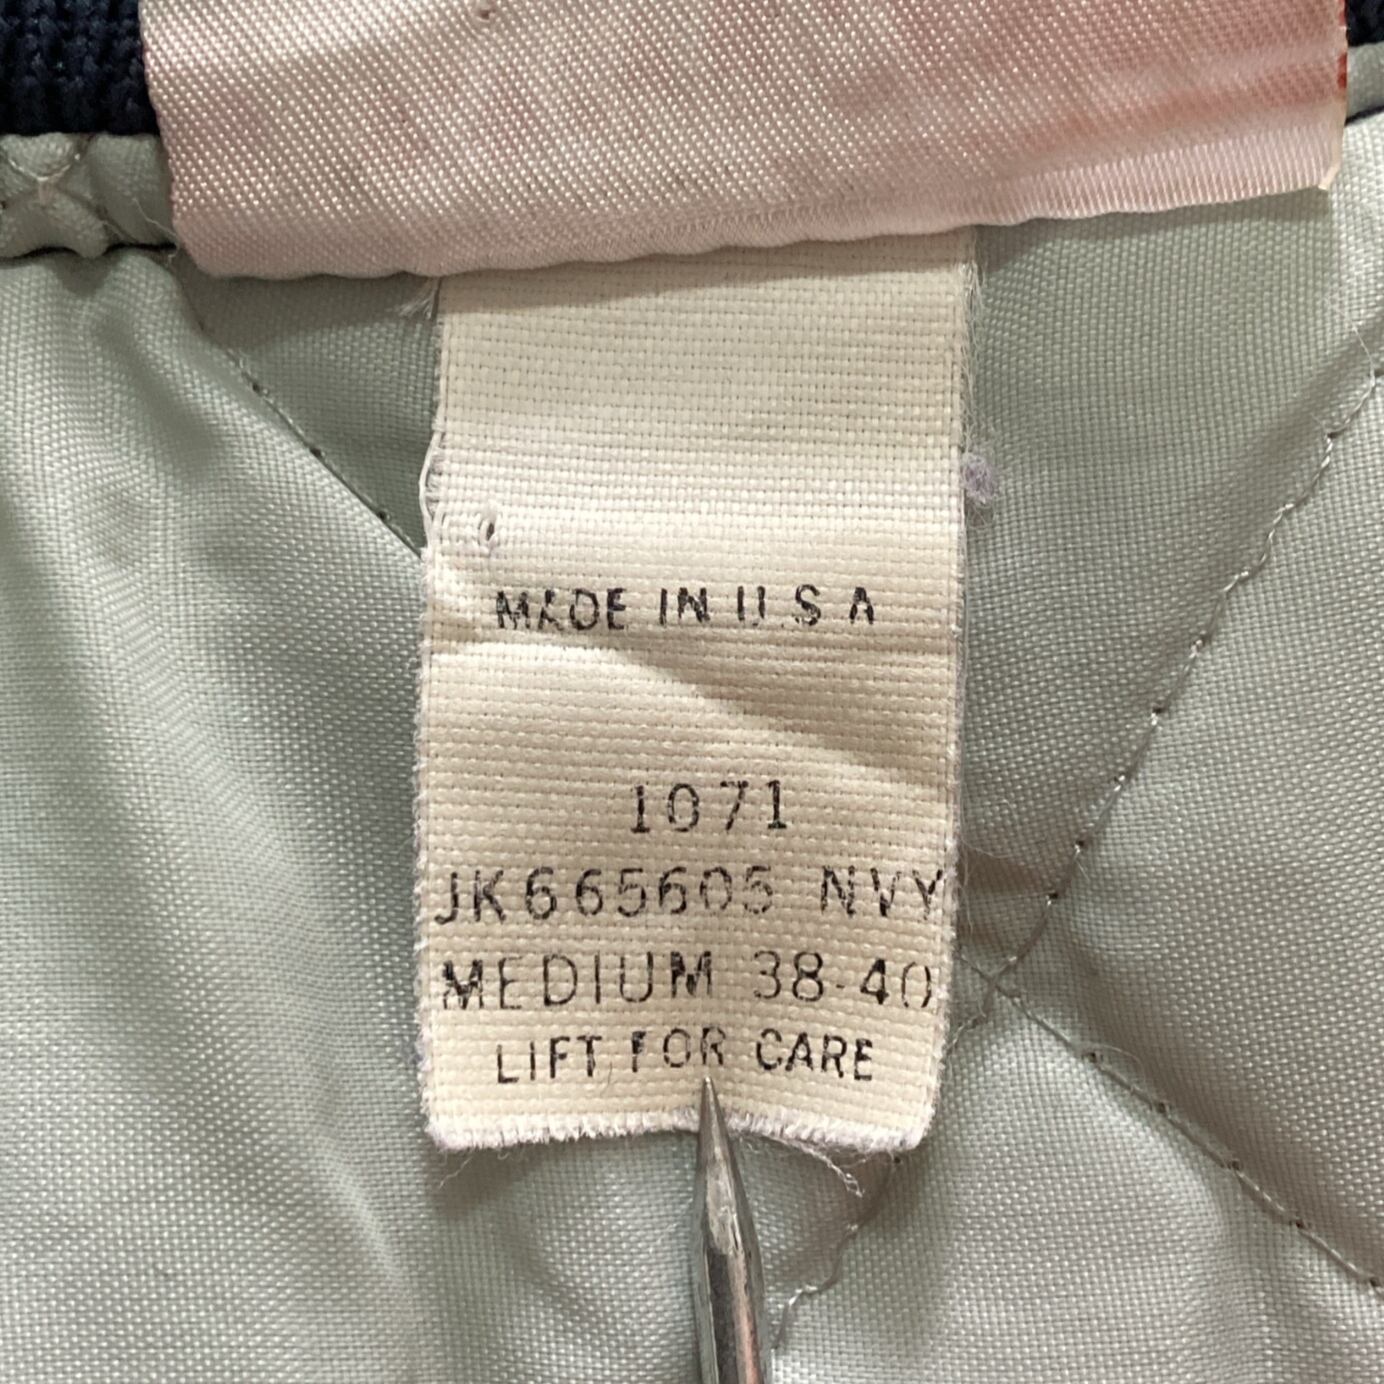 MADE IN U.S.A
1071
JK665605 NVY
MEDIUM 38-40
LIFT FOR CARE